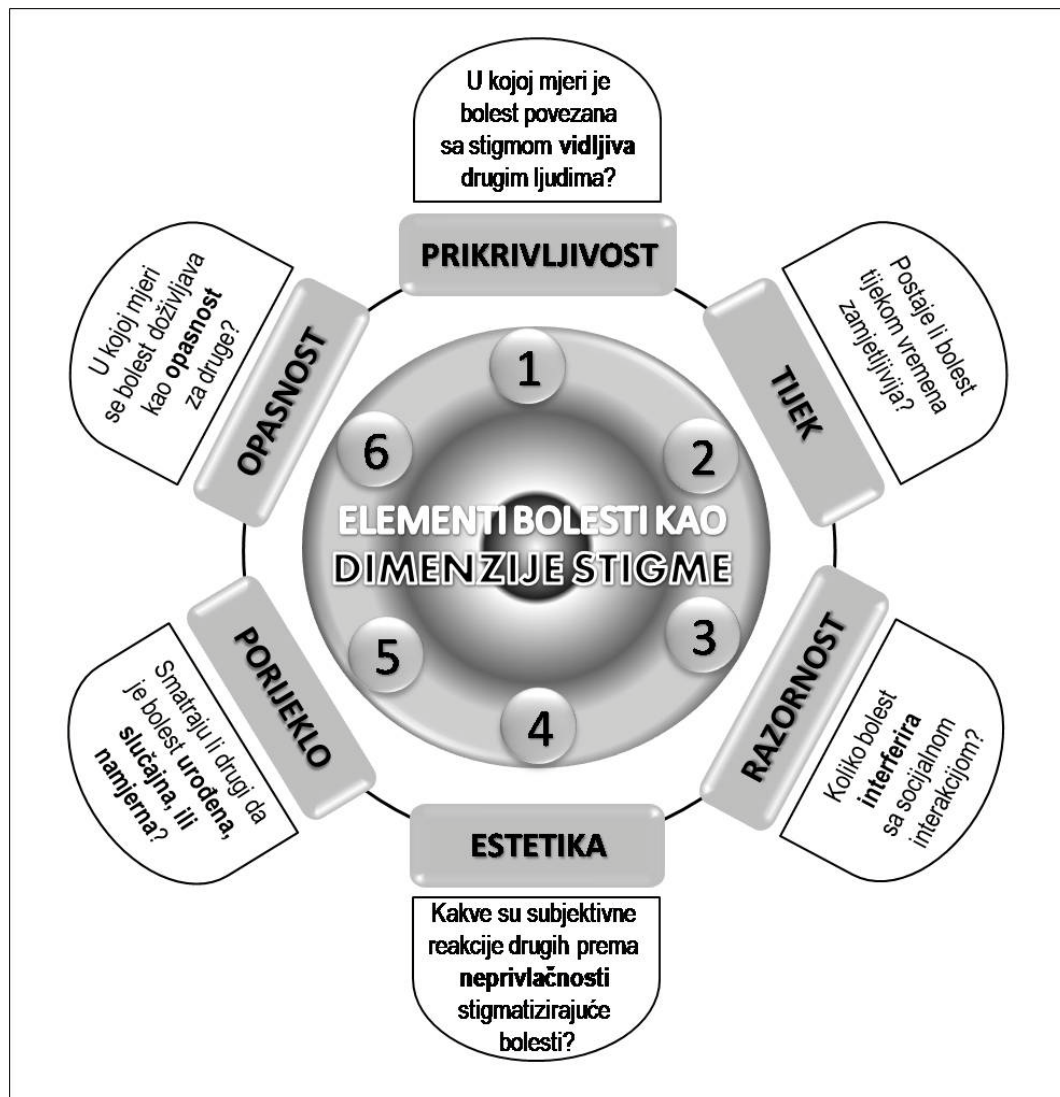 U kojoj mjeri je
bolest povezana
sa stigmom vidljiva
drugim ljudima?
PRIKRIVLJIVOST
Postaje li bolest
tijekom vremena
zamjetljivija?
TIJEK
Koliko bolest
interferira
sa socijalnom
interakcijom?
RAZORNOST
ESTETIKA
Kakve su subjektivne
reakcije drugih prema
neprivlačnosti
stigmatizirajuće
bolesti?
PORIJEKLO
Smatraju li drugi da
je bolest urođena,
slučajna, ili
namjerna?
OPASNOST
U kojoj mjeri
se bolest doživljava
kao opasnost
za druge?
1
2
3
4
5
6
ELEMENTI BOLESTI KAO
DIMENZIJE STIGME